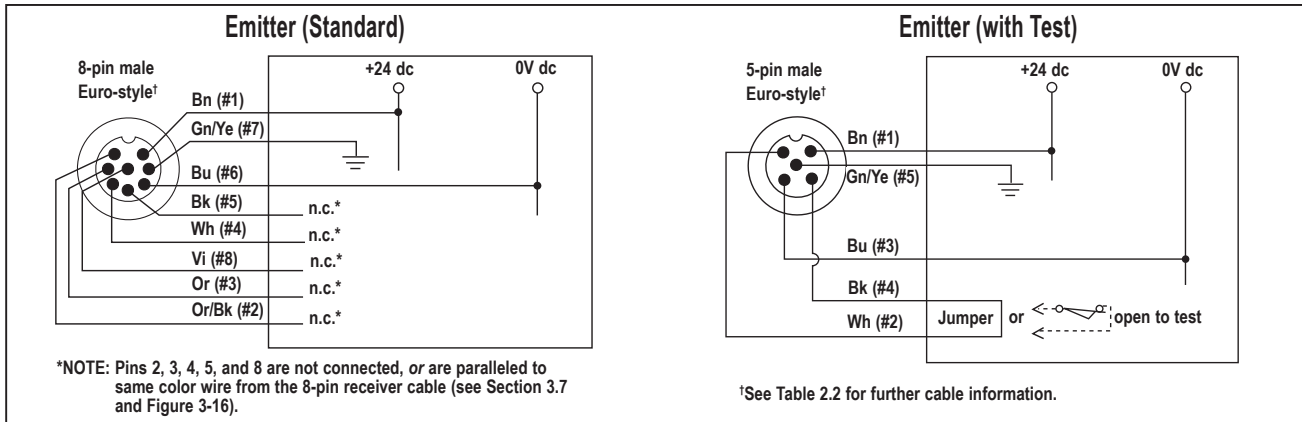 Emitter (Standard)
8-pin male
Euro-style†
+24 dc
0V dc
Bn (#1)
Gn/Ye (#7)
Bu (#6)
Bk (#5)
n.c.*
Wh (#4)
n.c.*
Vi (#8)
n.c.*
Or (#3)
n.c.*
Or/Bk (#2)
n.c.*
*NOTE: Pins 2, 3, 4, 5, and 8 are not connected, or are paralleled to
same color wire from the 8-pin receiver cable (see Section 3.7
and Figure 3-16).
Emitter (with Test)
5-pin male
Euro-style†
+24 dc
0V dc
Bn (#1)
Gn/Ye (#5)
Bu (#3)
Bk (#4)
Wh (#2)
Jumper
or
open to test
†See Table 2.2 for further cable information.